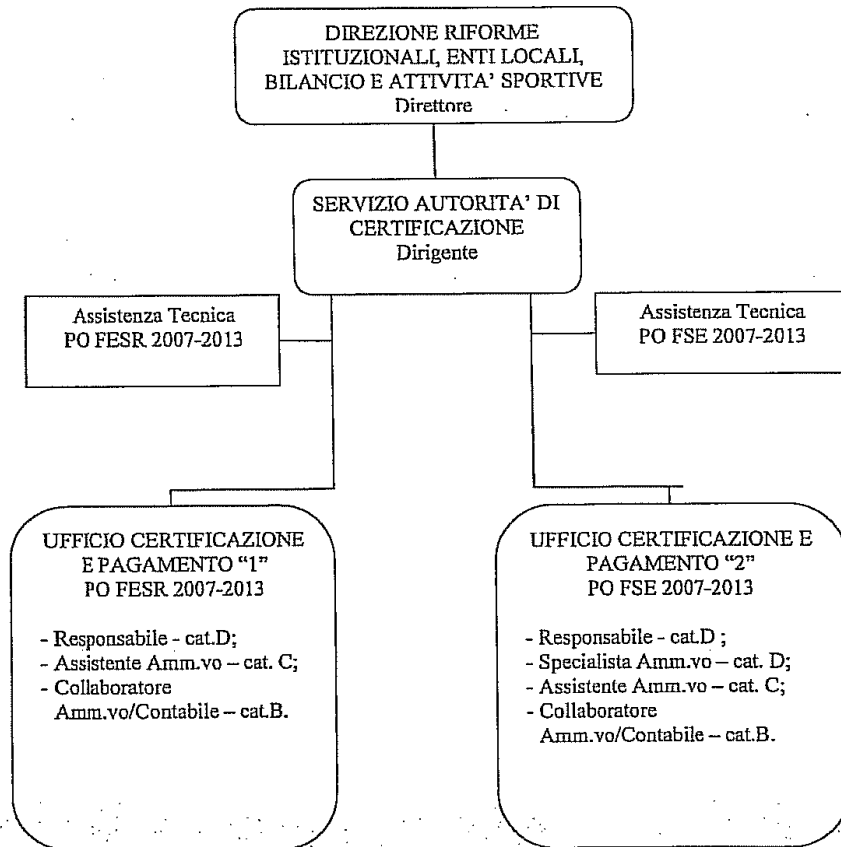 DIREZIONE RIFORME
ISTITUZIONALI, ENTI LOCALI,
BILANCIO E ATTIVITA' SPORTIVE
Direttore
SERVIZIO AUTORITA' DI
CERTIFICAZIONE
Dirigente
Assistenza Tecnica
PO FESR 2007-2013
Assistenza Tecnica
PO FSE 2007-2013
UFFICIO CERTIFICAZIONE
E PAGAMENTO "1"
PO FESR 2007-2013
- Responsabile - cat.D;
- Assistente Amm.vo – cat. C;
- Collaboratore
Amm.vo/Contabile – cat.B.
UFFICIO CERTIFICAZIONE E
PAGAMENTO "2"
PO FSE 2007-2013
- Responsabile - cat.D ;
- Specialista Amm.vo – cat. D;
- Assistente Amm.vo – cat. C;
- Collaboratore
Amm.vo/Contabile – cat.B.